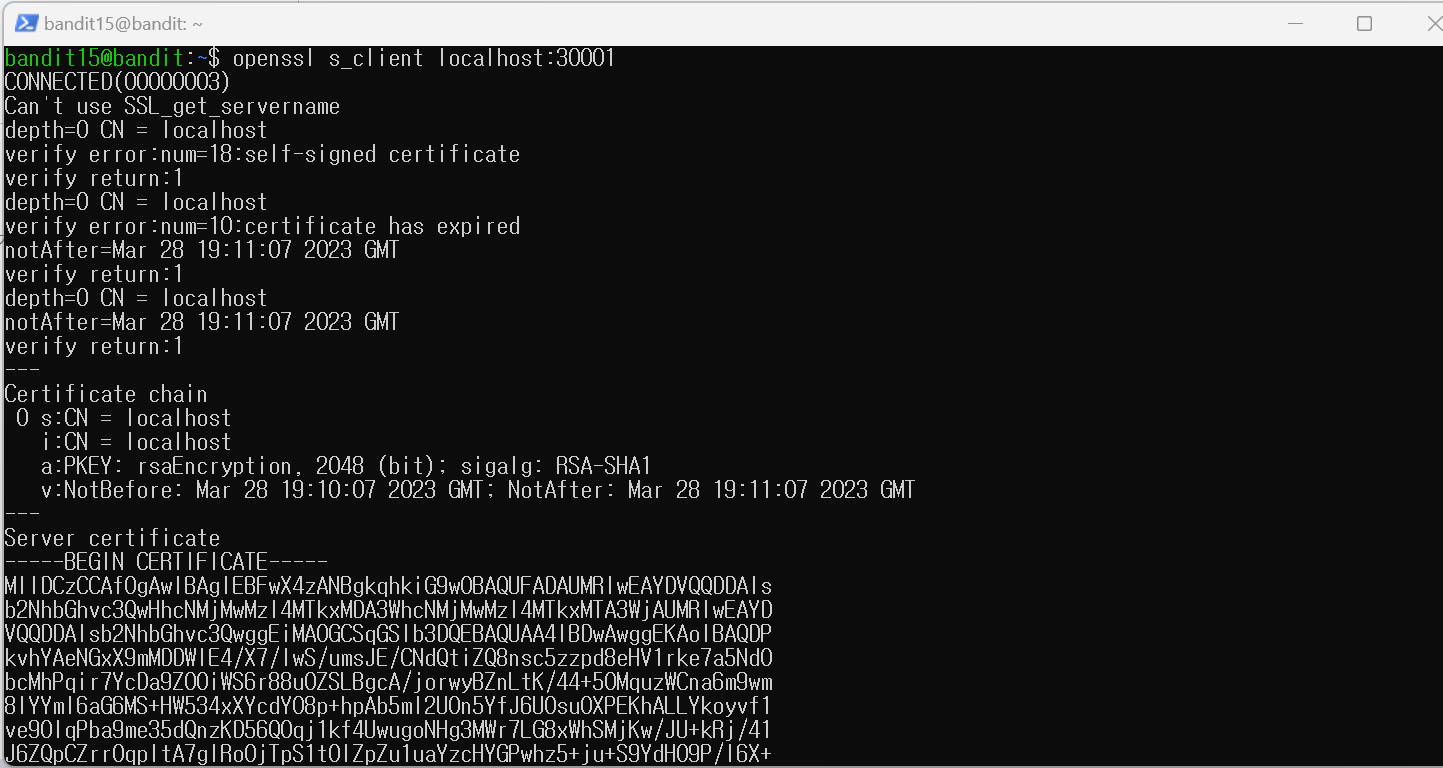 bandit15@bandit: ~
bandit15@bandit:~$ openssl s_client localhost:30001
CONNECTED(00000003)
Can't use SSL_get_servername
depth=0 CN = localhost
verify error:num=18:self-signed certificate
verify return:1
depth=0 CN = localhost
verify error:num=10:certificate has expired
notAfter=Mar 28 19:11:07 2023 GMT
verify return:1
depth=0 CN = localhost
notAfter=Mar 28 19:11:07 2023 GMT
verify return:1
---
Certificate chain
 0 s:CN = localhost
   i:CN = localhost
   a:PKEY: rsaEncryption, 2048 (bit); sigalg: RSA-SHA1
   v:NotBefore: Mar 28 19:10:07 2023 GMT; NotAfter: Mar 28 19:11:07 2023 GMT
---
Server certificate
-----BEGIN CERTIFICATE-----
MIIDCzCCAfOgAwIBAgIEBFwX4zANBgkqhkiG9w0BAQUFADAUMRIwEAYDVQQDDAls
b2NhbGhvc3QwHhcNMjMwMzI4MTkxMDA3WhcNMjMwMzI4MTkxMTA3WjAUMRIwEAYD
VQQDDAlsb2NhbGhvc3QwggEiMA0GCSqGSIb3DQEBAQUAA4IBDwAwggEKAoIBAQDP
kvhYAeNGxX9mMDDWIE4/X7/IwS/umsJE/CNdQtiZQ8nsc5zzpd8eHV1rke7a5NdO
bcMhPqir7YcDa9ZOOiWS6r88uOZSLBgcA/jorwyBZnLtK/44+5OMquzWCna6m9wm
8IYYmI6aG6MS+HW534xXYcdYO8p+hpAb5ml2UOn5YfJ6UOsuOXPEKhALLYkoyvf1
ve9OIqPba9me35dQnzKD56QOqj1kf4UwugoNHg3MWr7LG8xWhSMjKw/JU+kRj/41
J6ZQpCZrrOqpItA7gIRoOjTpS1tOIZpZu1uaYzcHYGPwhz5+ju+S9YdHO9P/I6X+